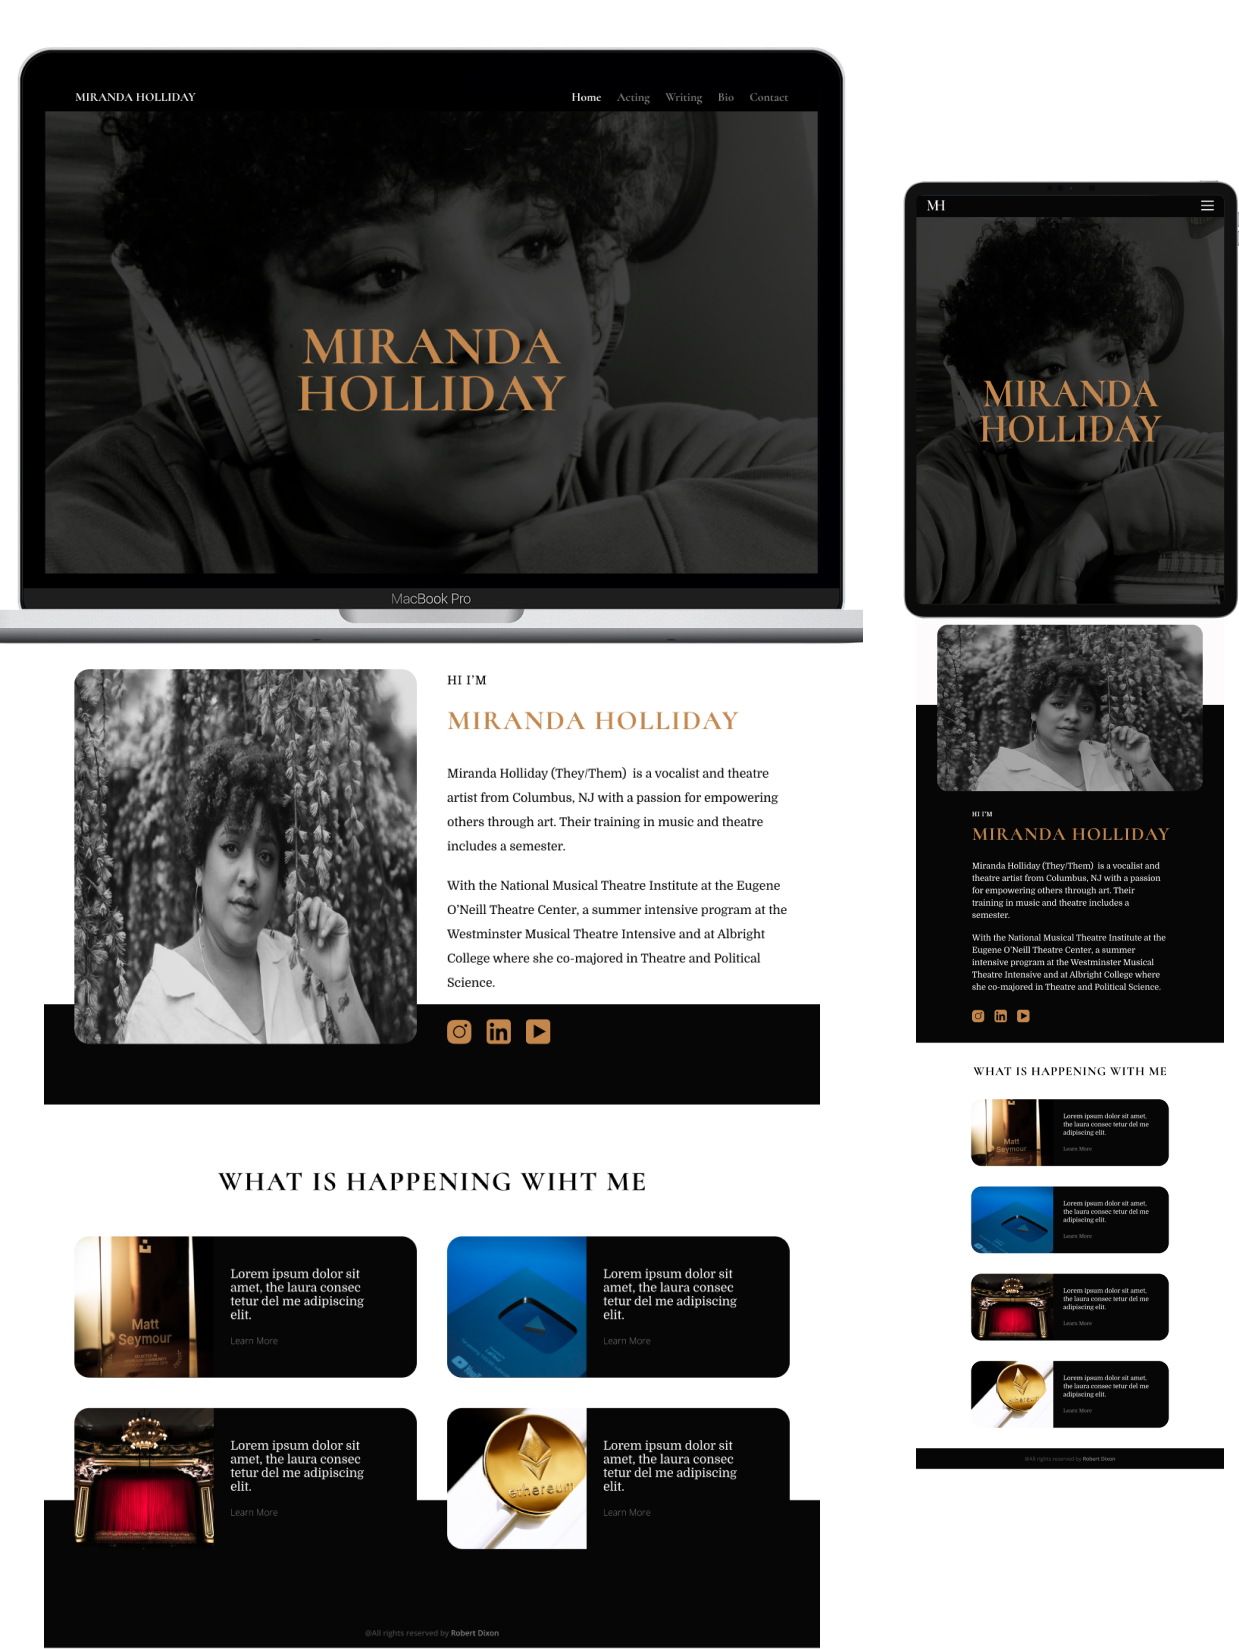 MIRANDA HOLLIDAY
Home Acting Writing Bio Contact
MIRANDA
HOLLIDAY
MacBook Pro
HI I'M
MIRANDA HOLLIDAY
Miranda Holliday (They/Them) is a vocalist and theatre
artist from Columbus, NJ with a passion for empowering
others through art. Their training in music and theatre
includes a semester.
With the National Musical Theatre Institute at the Eugene
O'Neill Theatre Center, a summer intensive program at the
Westminster Musical Theatre Intensive and at Albright
College where she co-majored in Theatre and Political
Science.
WHAT IS HAPPENING WIHT ME
Matt
Seymour
Lorem ipsum dolor sit
amet, the laura consec
tetur del me adipiscing
elit.
Learn More
Lorem ipsum dolor sit
amet, the laura consec
tetur del me adipiscing
elit.
Learn More
Lorem ipsum dolor sit
amet, the laura consec
tetur del me adipiscing
elit.
Learn More
ethereum
Lorem ipsum dolor sit
amet, the laura consec
tetur del me adipiscing
elit.
Learn More
@All rights reserved by Robert Dixon
MH
MIRANDA
HOLLIDAY
HI I'M
MIRANDA HOLLIDAY
Miranda Holliday (They/Them) is a vocalist and
theatre artist from Columbus, NJ with a passion
for empowering others through art. Their
training in music and theatre includes a
semester.
With the National Musical Theatre Institute at the
Eugene O'Neill Theatre Center, a summer
intensive program at the Westminster Musical
Theatre Intensive and at Albright College where
she co-majored in Theatre and Political Science.
WHAT IS HAPPENING WITH ME
Matt
Seymour
Lorem ipsum dolor sit amet,
the laura consec tetur del me
adipiscing elit.
Learn More
Lorem ipsum dolor sit amet,
the laura consec tetur del me
adipiscing elit.
Learn More
Lorem ipsum dolor sit amet,
the laura consec tetur del me
adipiscing elit.
Learn More
Lorem ipsum dolor sit amet,
the laura consec tetur del me
adipiscing elit.
Learn More
@All rights reserved by Robert Dixon